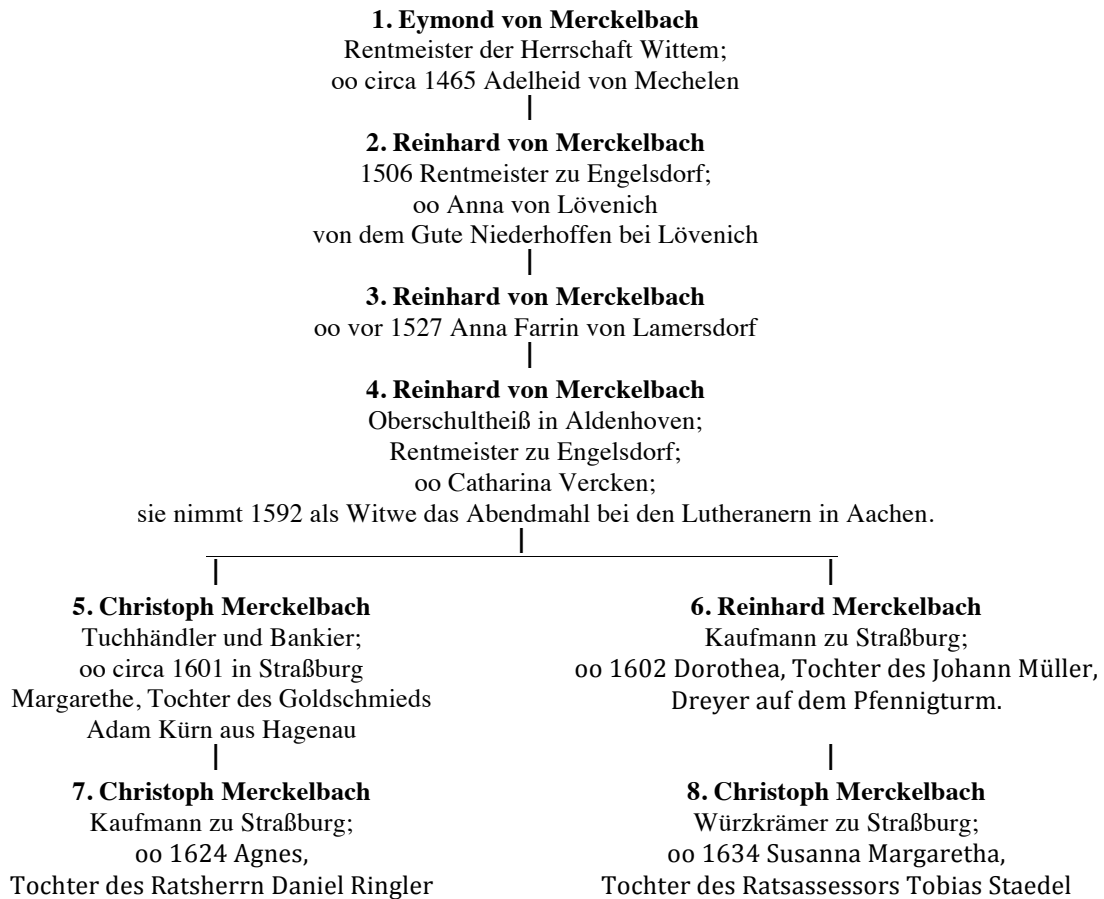 1. Eymond von Merckelbach
Rentmeister der Herrschaft Wittem;
oo circa 1465 Adelheid von Mechelen
2. Reinhard von Merckelbach
1506 Rentmeister zu Engelsdorf;
oo Anna von Lövenich
von dem Gute Niederhoffen bei Lövenich
3. Reinhard von Merckelbach
oo vor 1527 Anna Farrin von Lamersdorf
4. Reinhard von Merckelbach
Oberschultheiß in Aldenhoven;
Rentmeister zu Engelsdorf;
oo Catharina Vercken;
sie nimmt 1592 als Witwe das Abendmahl bei den Lutheranern in Aachen.
5. Christoph Merckelbach
Tuchhändler und Bankier;
oo circa 1601 in Straßburg
Margarethe, Tochter des Goldschmieds
Adam Kürn aus Hagenau
6. Reinhard Merckelbach
Kaufmann zu Straßburg;
oo 1602 Dorothea, Tochter des Johann Müller,
Dreyer auf dem Pfennigturm.
7. Christoph Merckelbach
Kaufmann zu Straßburg;
oo 1624 Agnes,
Tochter des Ratsherrn Daniel Ringler
8. Christoph Merckelbach
Würzkrämer zu Straßburg;
oo 1634 Susanna Margaretha,
Tochter des Ratsassessors Tobias Staedel